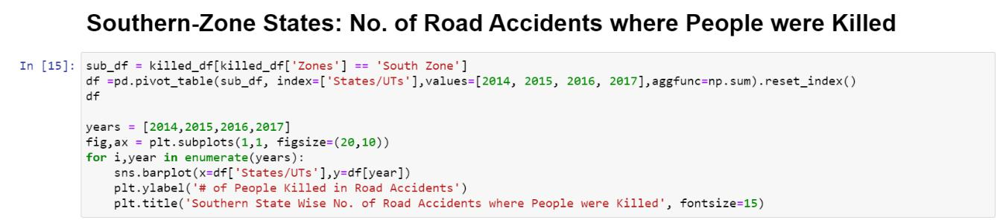 Southern-Zone States: No. of Road Accidents where People were Killed
In [15]: sub_df = killed_df[killed_df['Zones'] == 'South Zone']
df =pd.pivot_table(sub_df, index=['States/UTs'],values=[2014, 2015, 2016, 2017],aggfunc=np.sum).reset_index()
df
years = [2014,2015,2016,2017]
fig,ax = plt.subplots(1,1, figsize=(20,10))
for i,year in enumerate(years):
    sns.barplot(x=df['States/UTs'],y=df[year])
    plt.ylabel('# of People Killed in Road Accidents')
    plt.title('Southern State Wise No. of Road Accidents where People were Killed', fontsize=15)